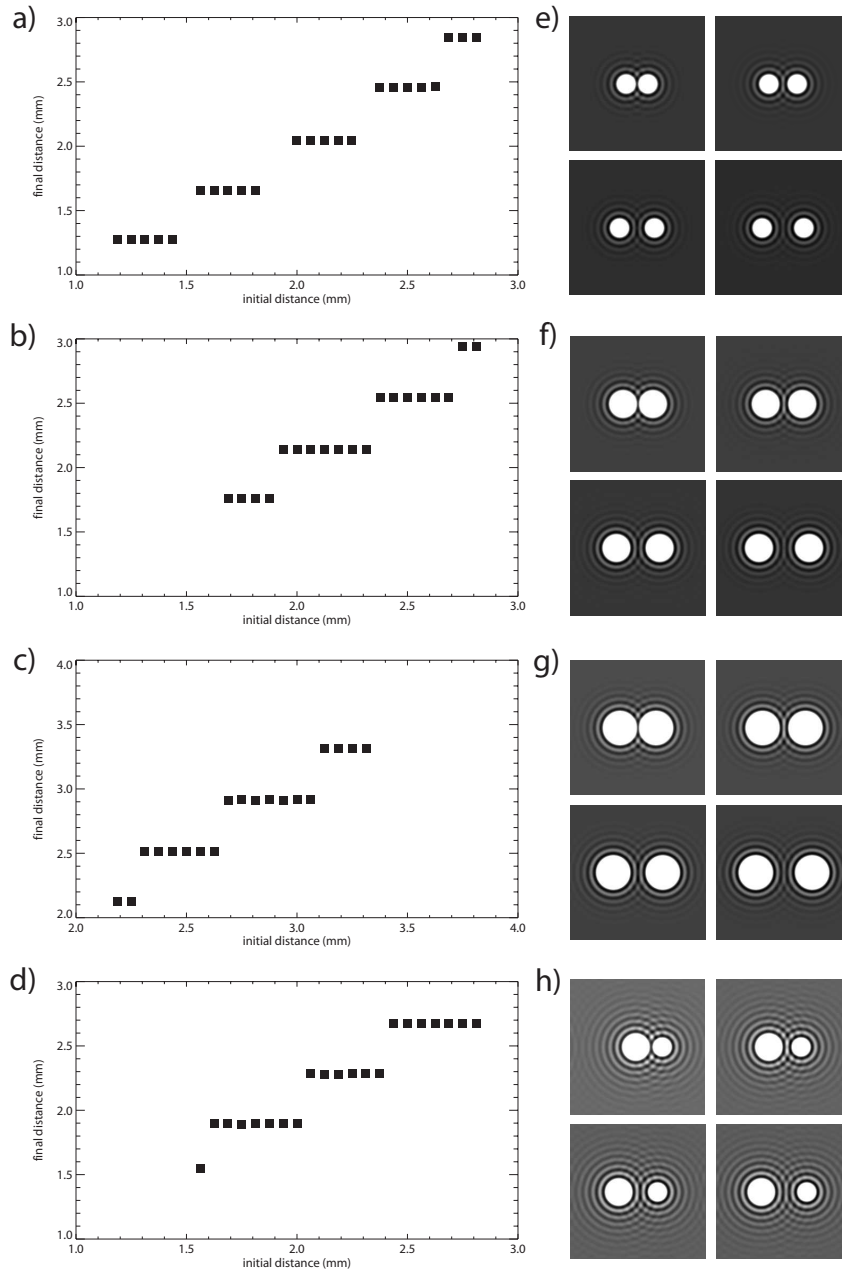 a)
3.0
2.5
2.0
1.5
1.0
final distance (mm)
1.0 1.5 2.0 2.5 3.0
initial distance (mm)
e)
b)
3.0
2.5
2.0
1.5
1.0
final distance (mm)
1.0 1.5 2.0 2.5 3.0
initial distance (mm)
f)
c)
4.0
3.5
3.0
2.5
2.0
final distance (mm)
2.0 2.5 3.0 3.5 4.0
initial distance (mm)
g)
d)
3.0
2.5
2.0
1.5
1.0
final distance (mm)
1.0 1.5 2.0 2.5 3.0
initial distance (mm)
h)